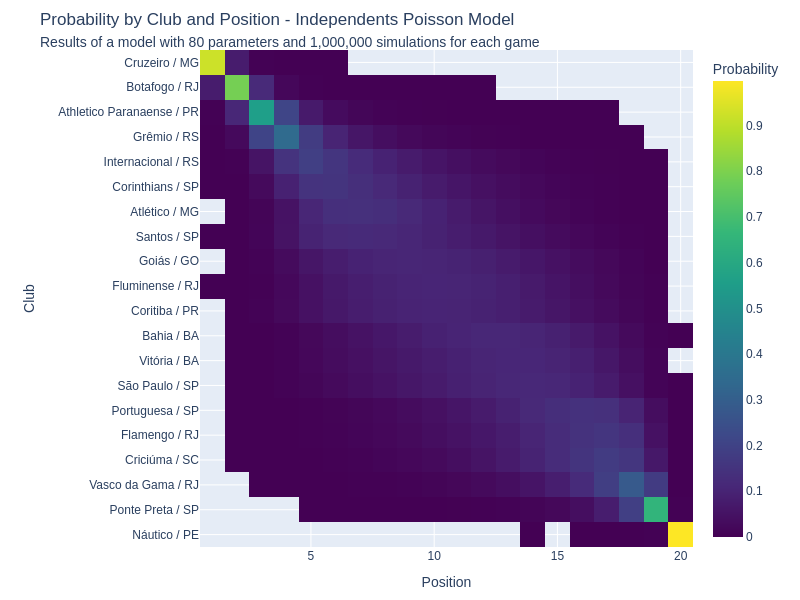 Probability by Club and Position - Independents Poisson Model
Results of a model with 80 parameters and 1,000,000 simulations for each game
Probability
Cruzeiro / MG
Botafogo / RJ
Athletico Paranaense / PR
Grêmio / RS
Internacional / RS
Corinthians / SP
Atlético / MG
Santos / SP
Goiás / GO
Fluminense / RJ
Coritiba / PR
Bahia / BA
Vitória / BA
São Paulo / SP
Portuguesa / SP
Flamengo / RJ
Criciúma / SC
Vasco da Gama / RJ
Ponte Preta / SP
Náutico / PE
Club
0.9
0.8
0.7
0.6
0.5
0.4
0.3
0.2
0.1
0
5
10
15
20
Position